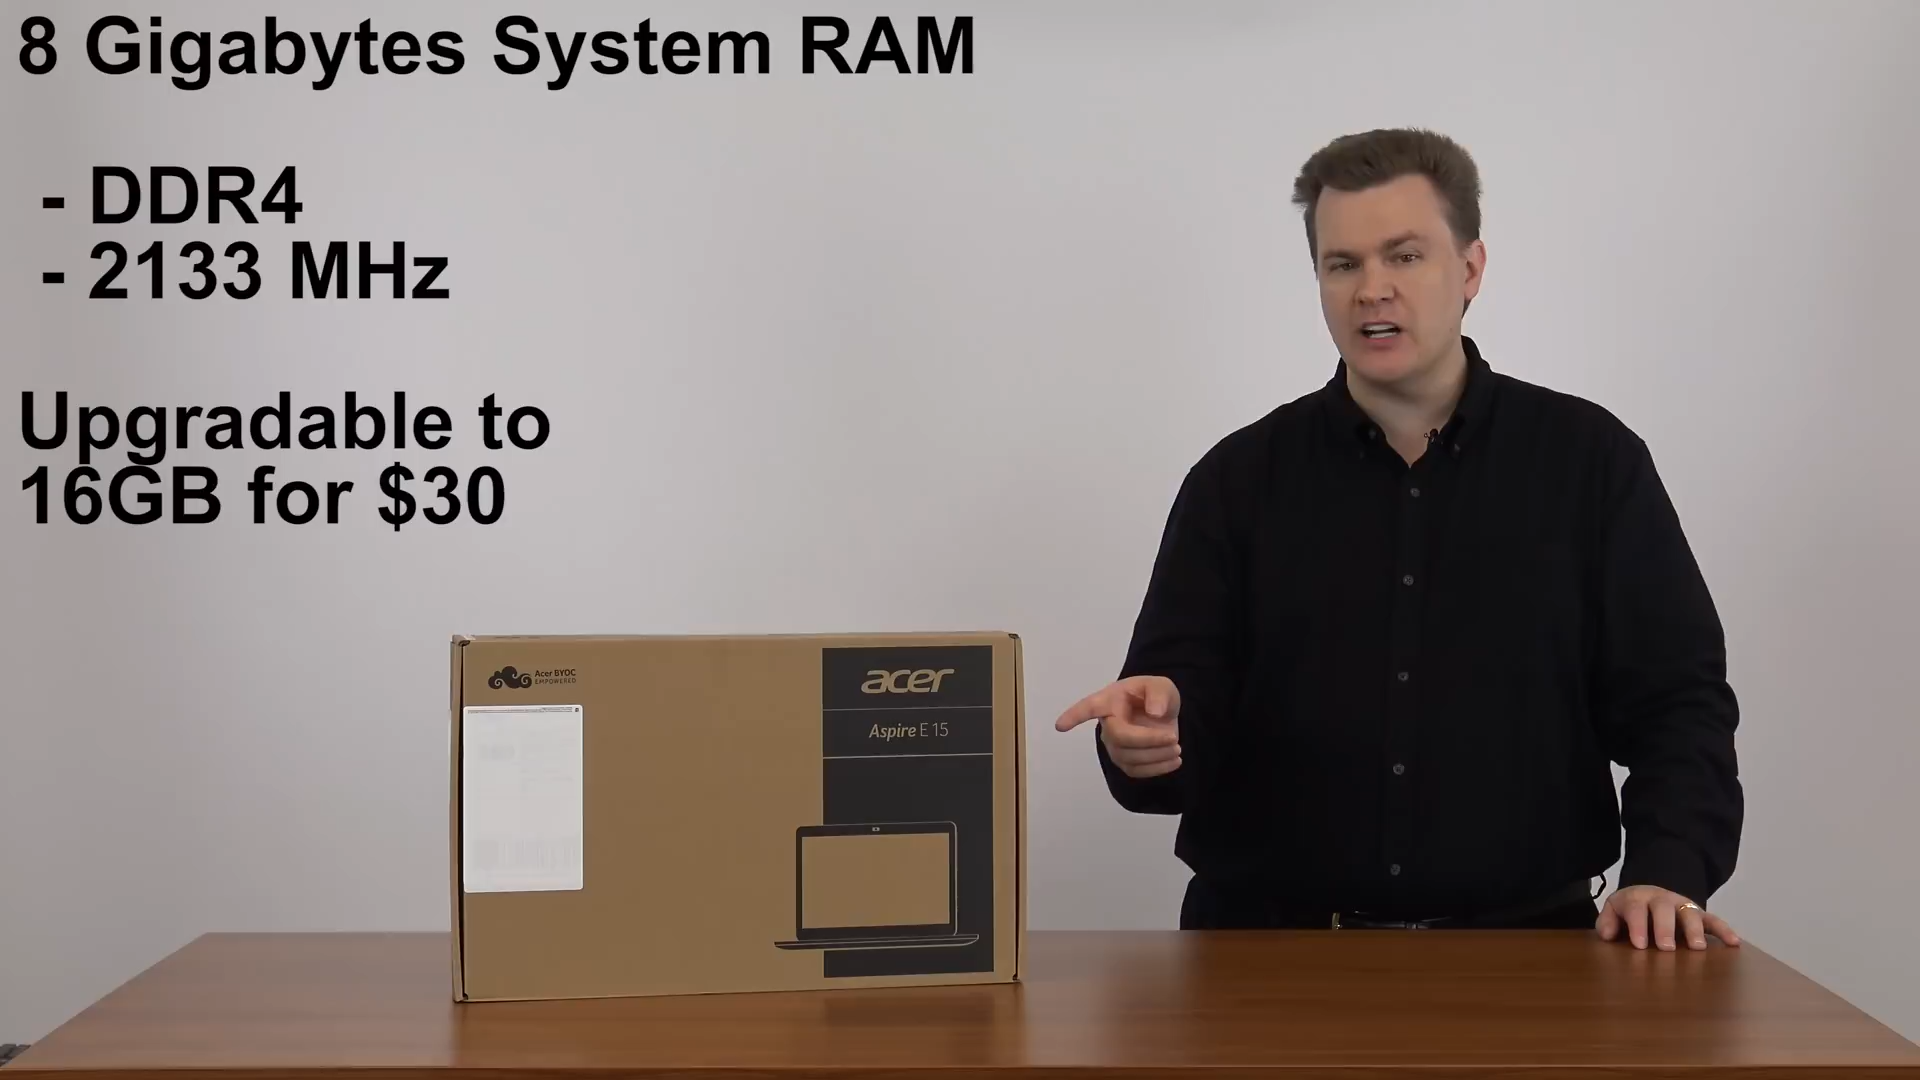 8 Gigabytes System RAM
- DDR4
- 2133 MHz
Upgradable to
16GB for $30
Acer BYOC
EMPOWERED
acer
Aspire E 15